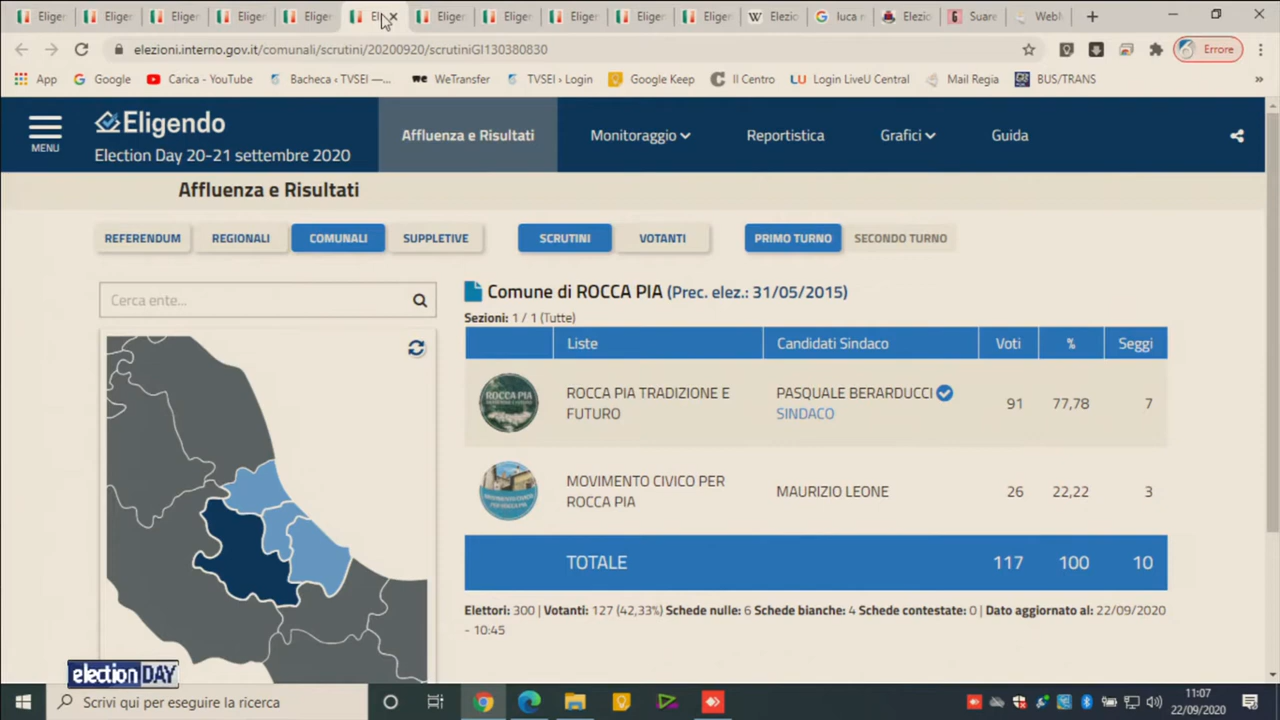 Eliger Eliger Eliger Eliger Eliger El Eliger Eliger Eliger Eliger Eliger Elezio luca n Elezio Suare WebM
elezioni.interno.gov.it/comunali/scrutini/20200920/scrutiniGI130380830 Errore
App Google Carica - YouTube Bacheca ‹ TVSEI —... we WeTransfer TVSEI › Login Google Keep Il Centro LU Login LiveU Central Mail Regia BUS/TRANS »
MENU
Eligendo
Election Day 20-21 settembre 2020
Affluenza e Risultati Monitoraggio Reportistica Grafici Guida
Affluenza e Risultati
REFERENDUM REGIONALI COMUNALI SUPPLETIVE SCRUTINI VOTANTI PRIMO TURNO SECONDO TURNO
Cerca ente...
Comune di ROCCA PIA (Prec. elez.: 31/05/2015)
Sezioni: 1 / 1 (Tutte)
Liste Candidati Sindaco Voti % Seggi
ROCCA PIA
ROCCA PIA TRADIZIONE E
FUTURO
PASQUALE BERARDUCCI
SINDACO
91 77,78 7
MOVIMENTO CIVICO PER
ROCCA PIA
MAURIZIO LEONE 26 22,22 3
TOTALE 117 100 10
Elettori: 300 | Votanti: 127 (42,33%) Schede nulle: 6 Schede bianche: 4 Schede contestate: 0 | Dato aggiornato al: 22/09/2020
- 10:45
election DAY
Scrivi qui per eseguire la ricerca
11:07
22/09/2020